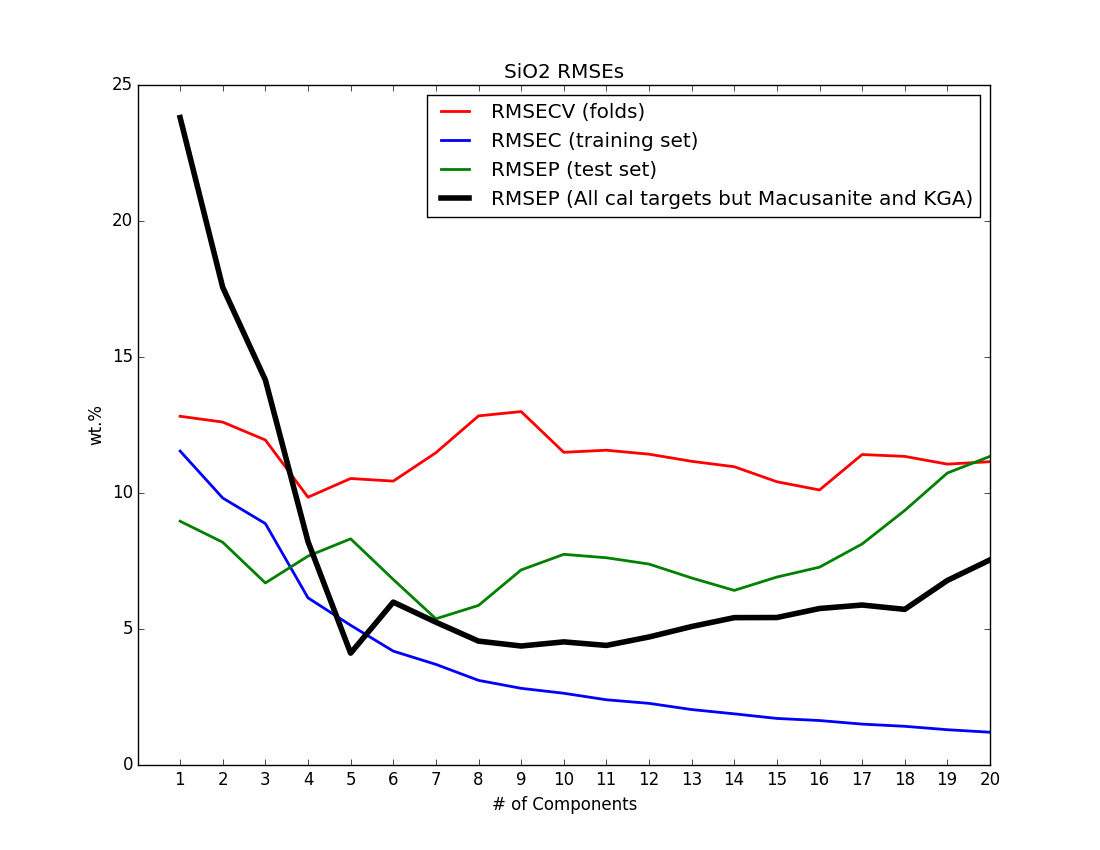 SiO2 RMSEs
RMSECV (folds)
RMSEC (training set)
RMSEP (test set)
RMSEP (All cal targets but Macusanite and KGA)
25
20
15
10
5
0
wt.%
1 2 3 4 5 6 7 8 9 10 11 12 13 14 15 16 17 18 19 20
# of Components